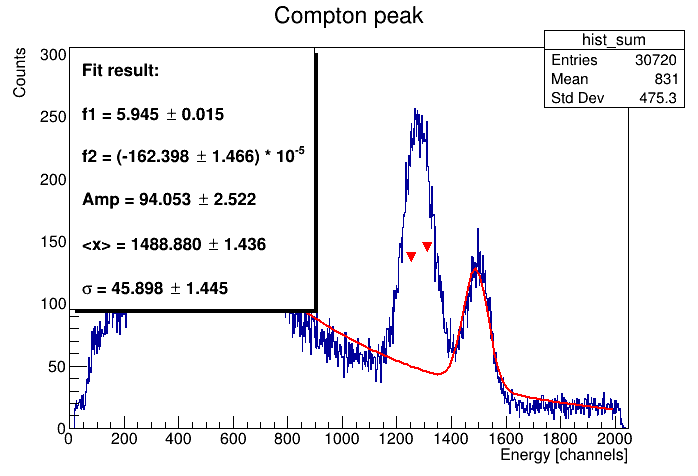 Compton peak
hist_sum
Entries 30720
Mean 831
Std Dev 475.3
Counts
Fit result:
f1 = 5.945 ± 0.015
f2 = (-162.398 ± 1.466) * 10^-5
Amp = 94.053 ± 2.522
<x> = 1488.880 ± 1.436
σ = 45.898 ± 1.445
300
250
200
150
100
50
0
0 200 400 600 800 1000 1200 1400 1600 1800 2000
Energy [channels]